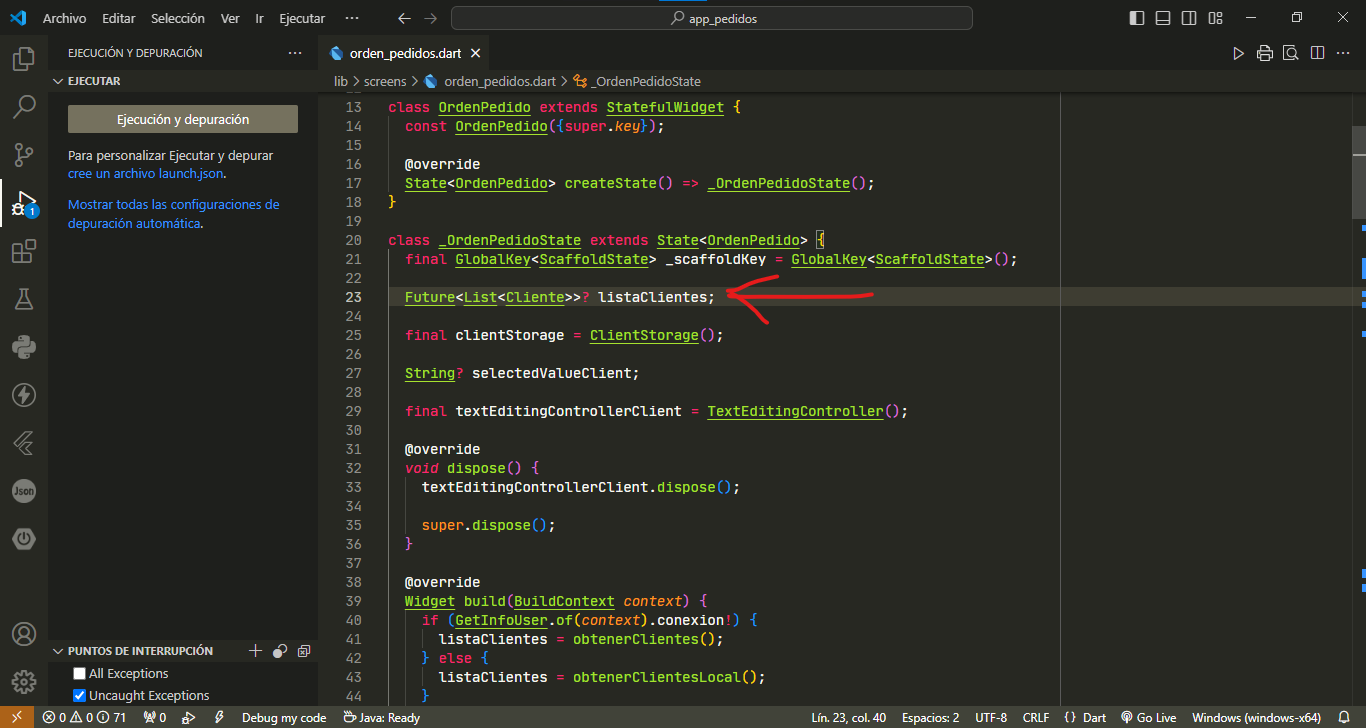 Archivo Editar Selección Ver Ir Ejecutar ··· app_pedidos
EJECUCIÓN Y DEPURACIÓN ···
EJECUTAR
Ejecución y depuración
Para personalizar Ejecutar y depurar
cree un archivo launch.json.
Mostrar todas las configuraciones de
depuración automática.
1
Json
PUNTOS DE INTERRUPCIÓN
All Exceptions
Uncaught Exceptions
orden_pedidos.dart
lib > screens > orden_pedidos.dart > _OrdenPedidoState
13 class OrdenPedido extends StatefulWidget {
14 const OrdenPedido({super.key});
15
16 @override
17 State<OrdenPedido> createState() => _OrdenPedidoState();
18 }
19
20 class _OrdenPedidoState extends State<OrdenPedido> {
21 final GlobalKey<ScaffoldState> _scaffoldKey = GlobalKey<ScaffoldState>();
22
23 Future<List<Cliente>>? listaClientes;
24
25 final clientStorage = ClientStorage();
26
27 String? selectedValueClient;
28
29 final textEditingControllerClient = TextEditingController();
30
31 @override
32 void dispose() {
33 textEditingControllerClient.dispose();
34
35 super.dispose();
36 }
37
38 @override
39 Widget build(BuildContext context) {
40 if (GetInfoUser.of(context).conexion!) {
41 listaClientes = obtenerClientes();
42 } else {
43 listaClientes = obtenerClientesLocal();
44 }
0 0 71 0 Debug my code Java: Ready Lín. 23, col. 40 Espacios: 2 UTF-8 CRLF {} Dart Go Live Windows (windows-x64)